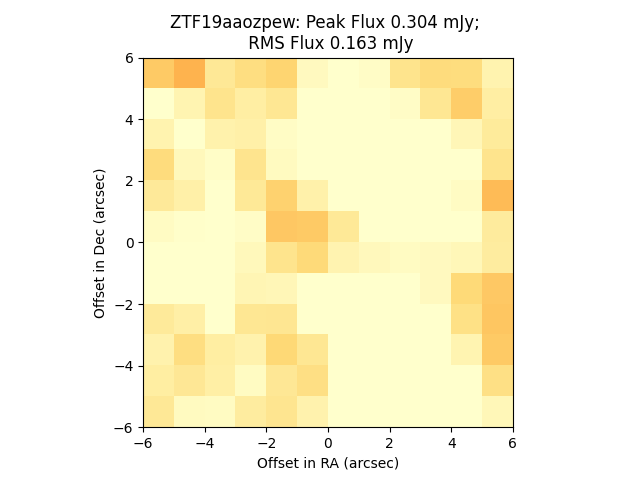 ZTF19aaozpew: Peak Flux 0.304 mJy;
RMS Flux 0.163 mJy
6
4
2
0
−2
−4
−6
Offset in Dec (arcsec)
−6 −4 −2 0 2 4 6
Offset in RA (arcsec)